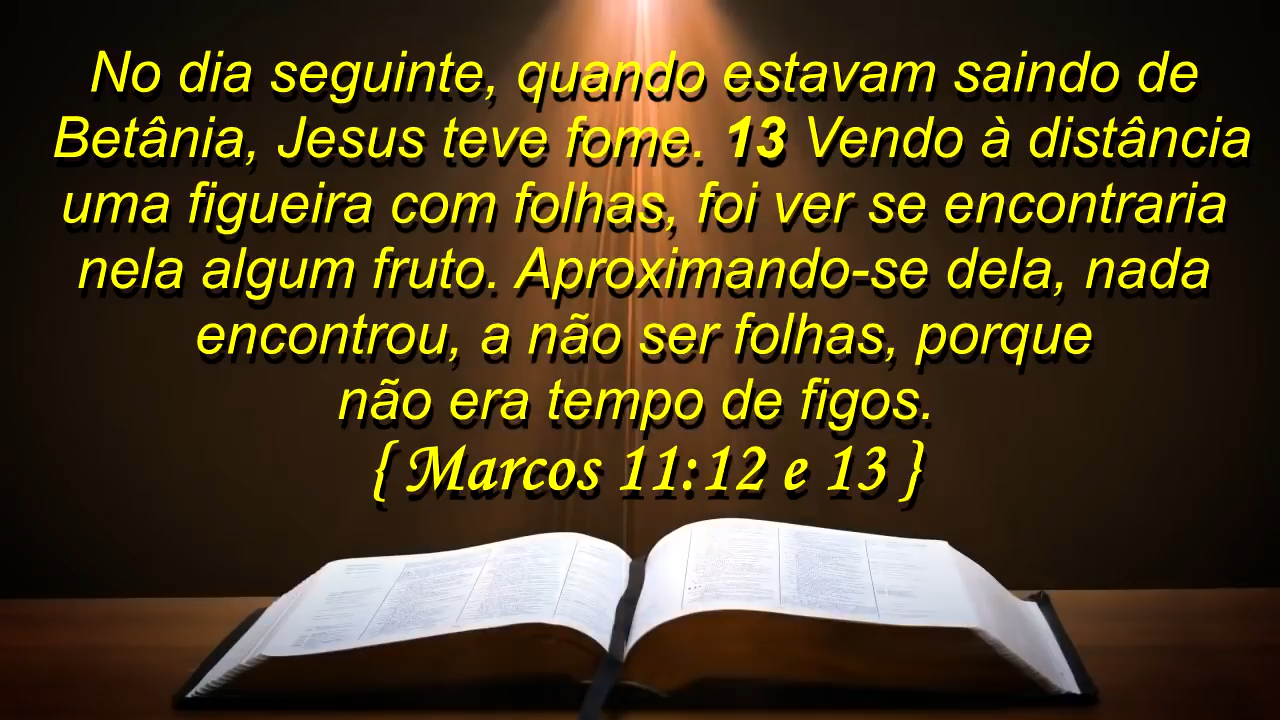 No dia seguinte, quando estavam saindo de
Betânia, Jesus teve fome. 13 Vendo à distância
uma figueira com folhas, foi ver se encontraria
nela algum fruto. Aproximando-se dela, nada
encontrou, a não ser folhas, porque
não era tempo de figos.
{ Marcos 11:12 e 13 }